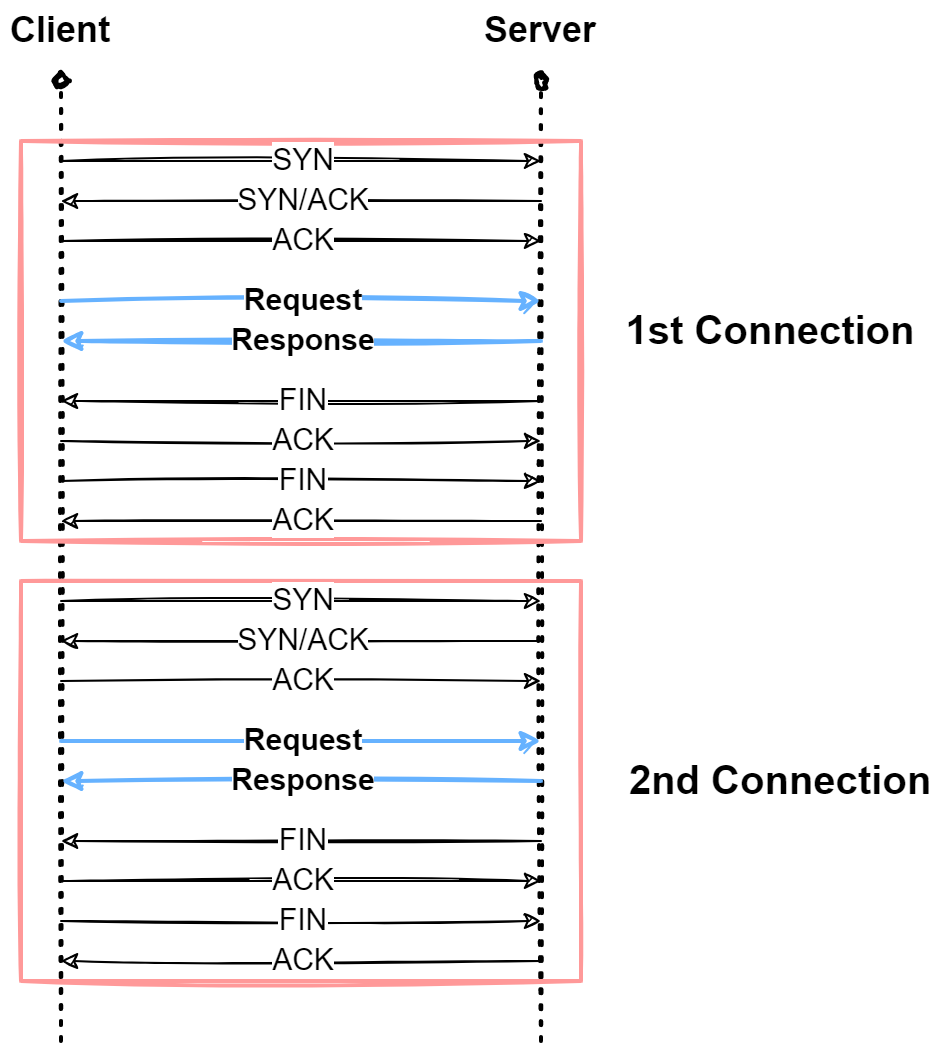 Client
Server
SYN
SYN/ACK
ACK
Request
Response
1st Connection
FIN
ACK
FIN
ACK
SYN
SYN/ACK
ACK
Request
Response
2nd Connection
FIN
ACK
FIN
ACK